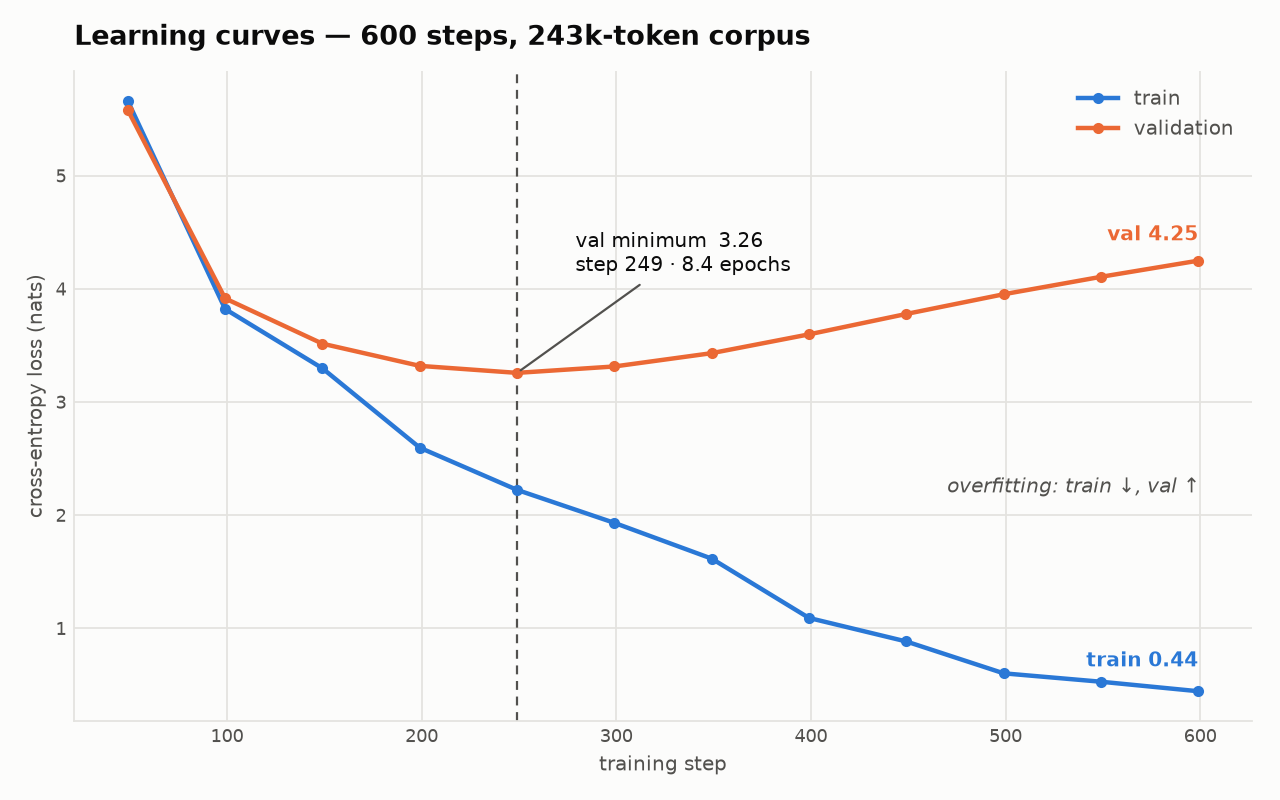 Learning curves — 600 steps, 243k-token corpus
train
validation
5
4
3
2
1
cross-entropy loss (nats)
val minimum  3.26
step 249 · 8.4 epochs
val 4.25
overfitting: train ↓, val ↑
train 0.44
100
200
300
400
500
600
training step